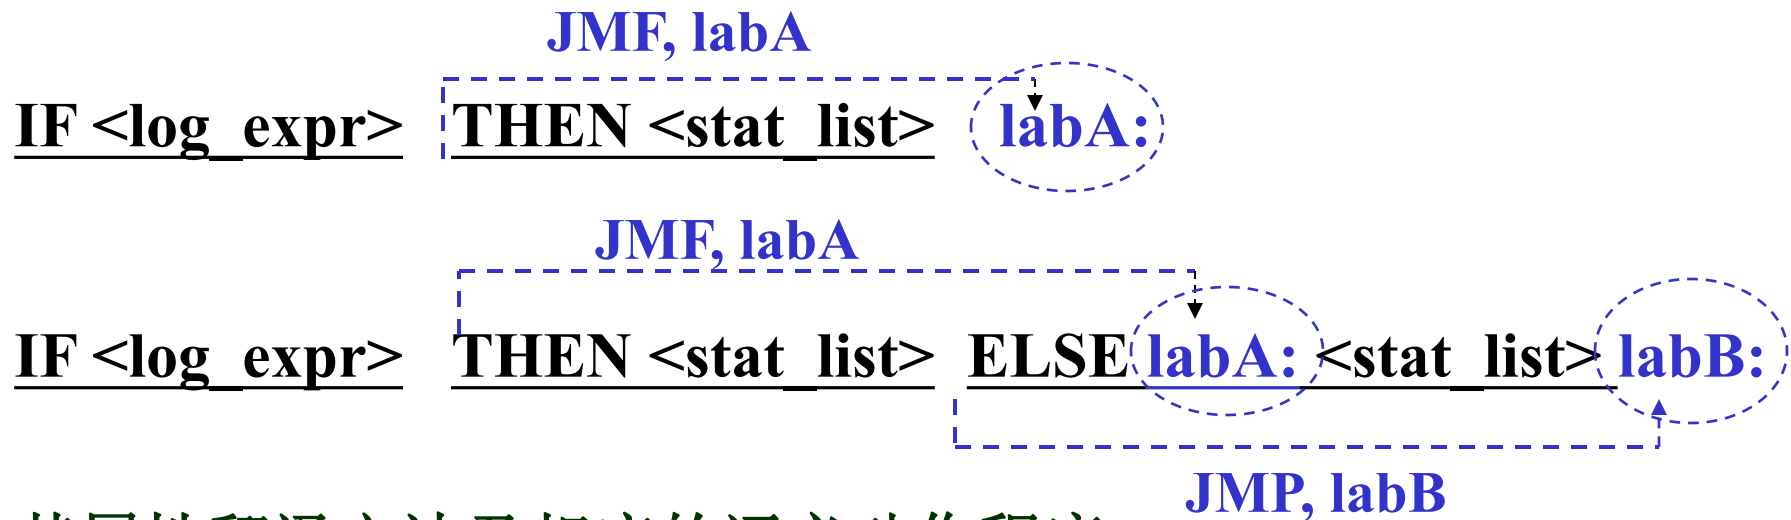 JMF, labA
IF <log_expr> THEN <stat_list> labA:
JMF, labA
IF <log_expr> THEN <stat_list> ELSE labA: <stat_list> labB:
JMP, labB